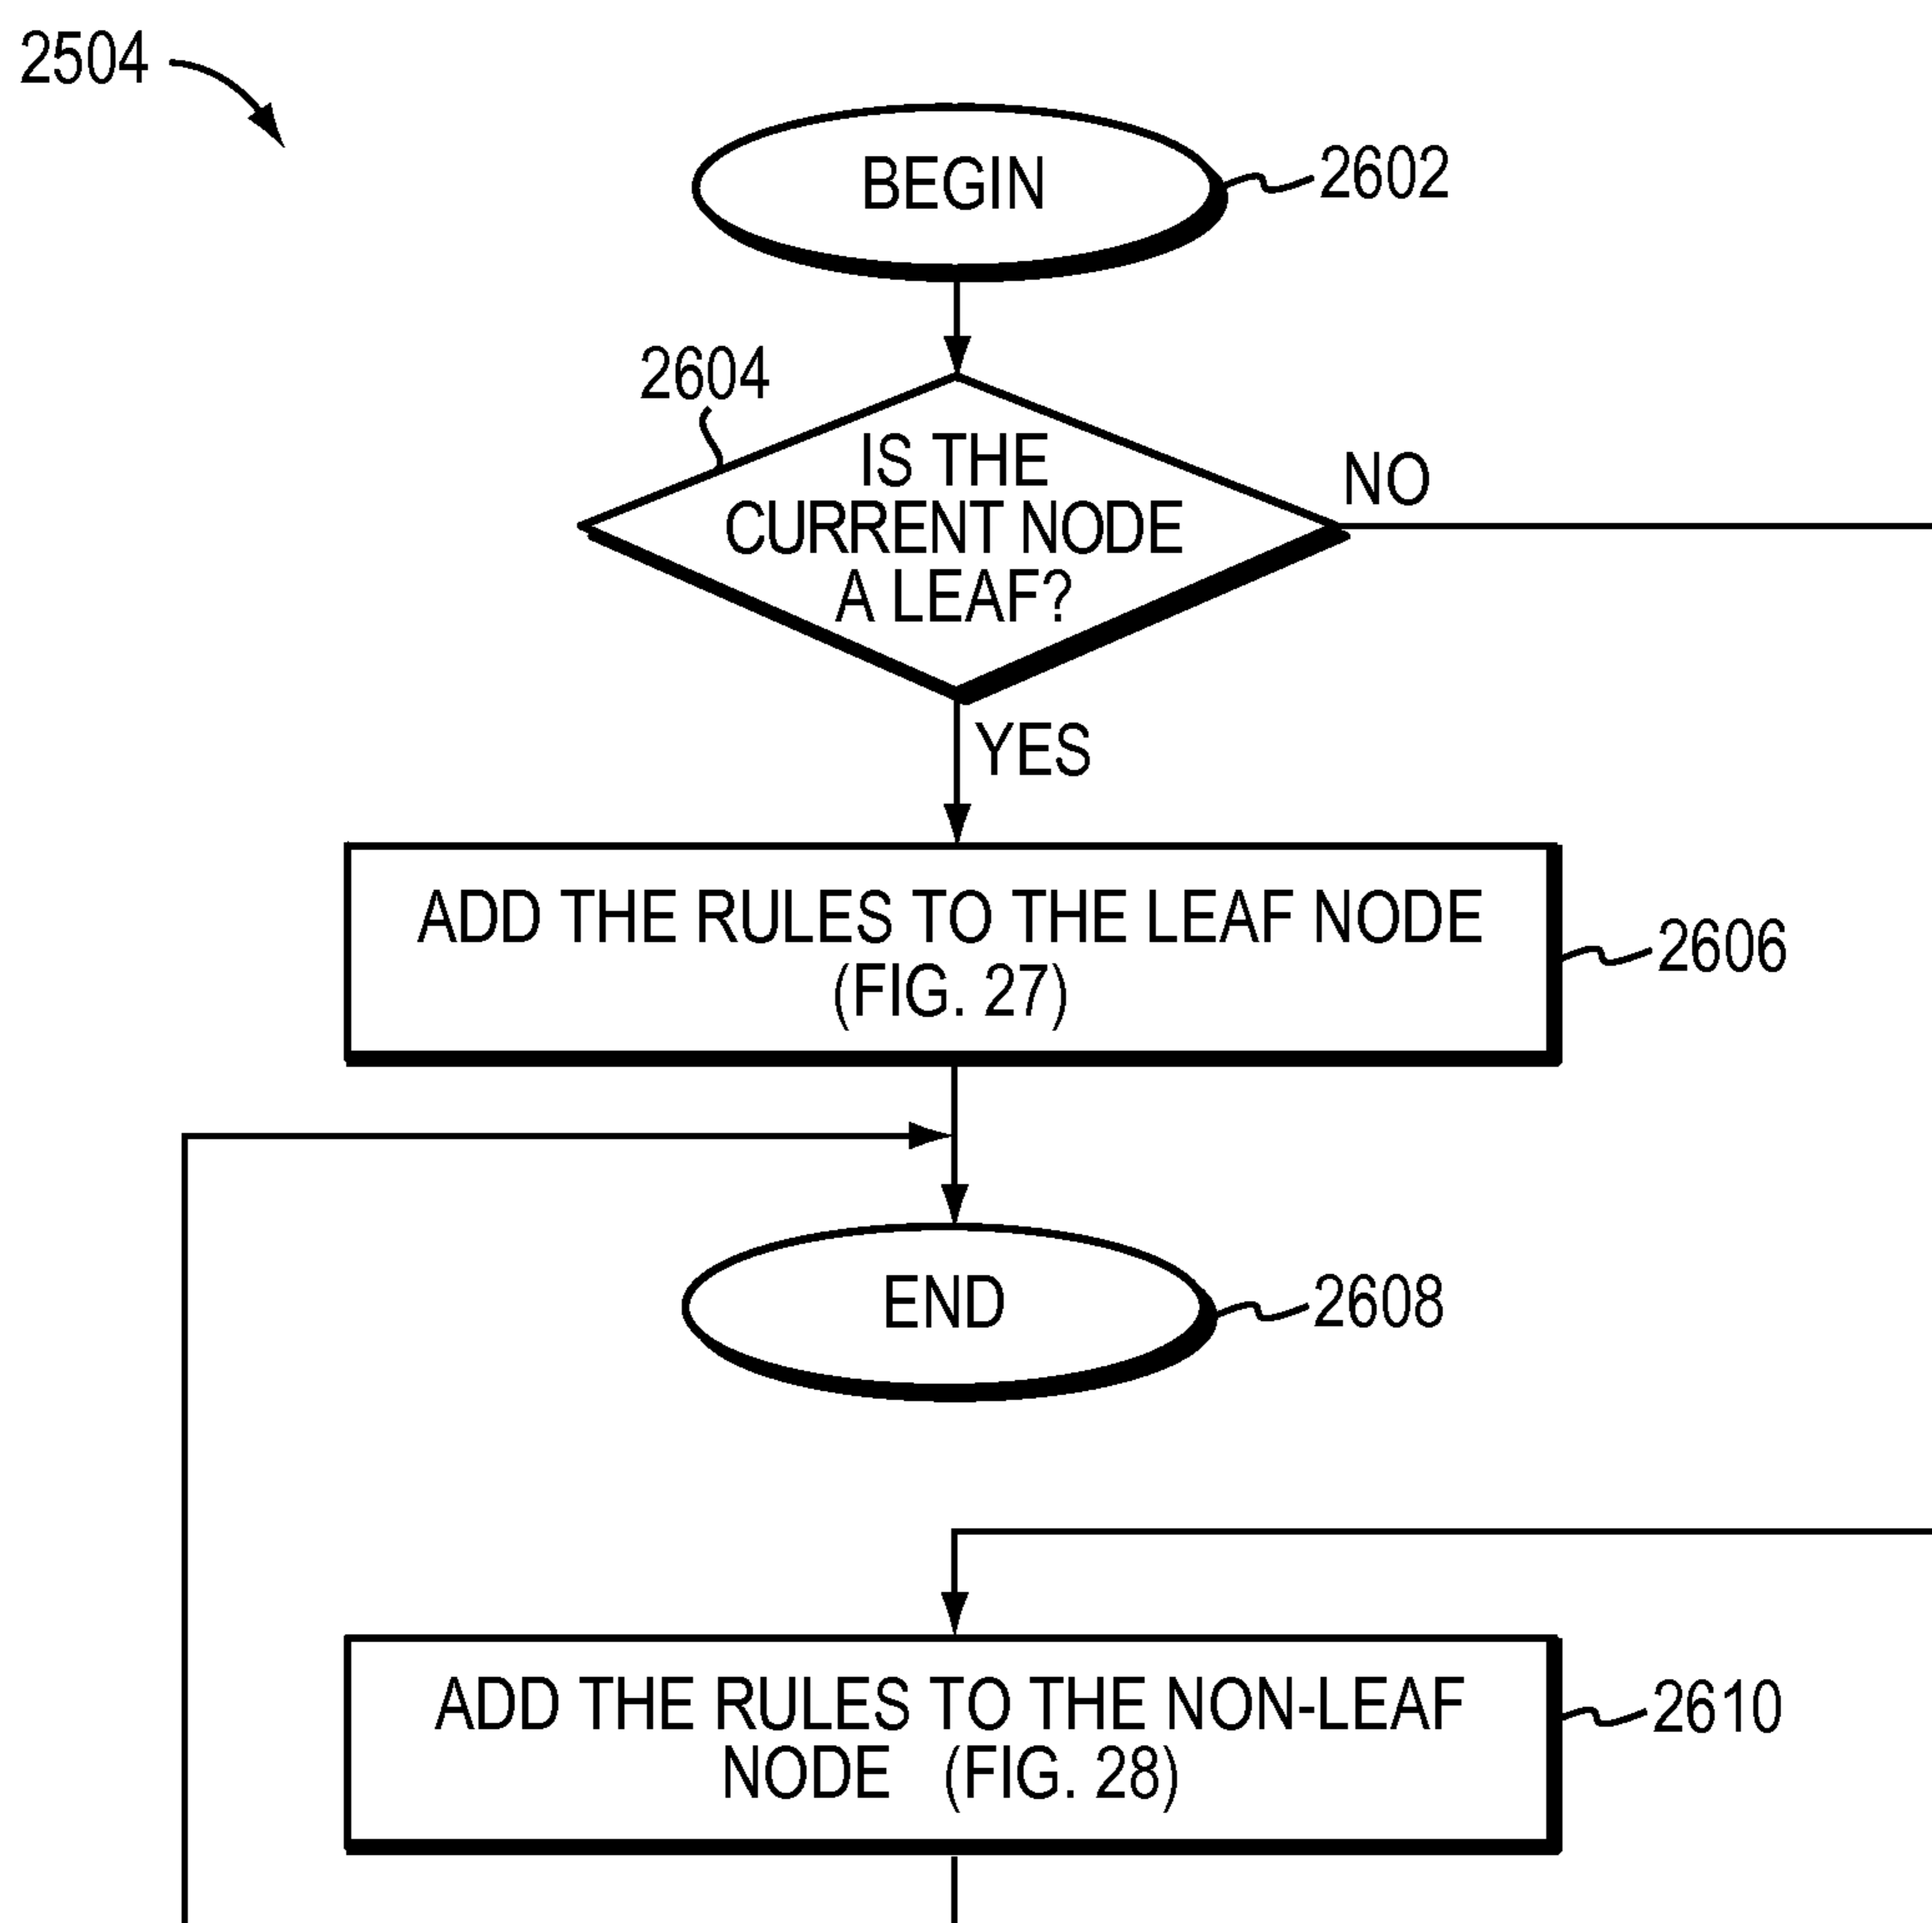 2504
BEGIN
2602
2604
IS THE
CURRENT NODE
A LEAF?
NO
YES
ADD THE RULES TO THE LEAF NODE
(FIG. 27)
2606
END
2608
ADD THE RULES TO THE NON-LEAF
NODE (FIG. 28)
2610